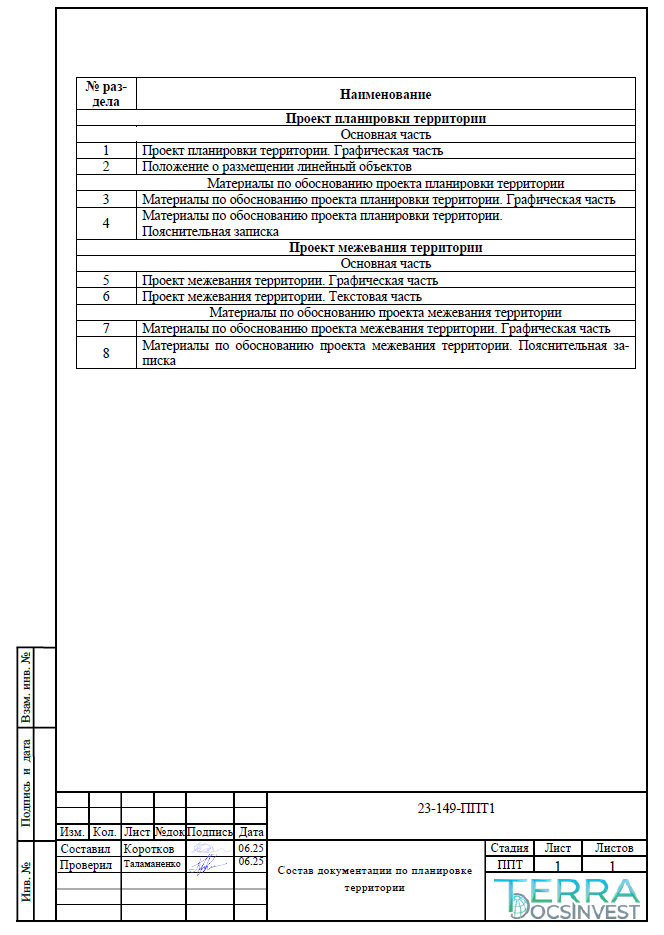 № раз-
дела
Наименование
Проект планировки территории
Основная часть
1 Проект планировки территории. Графическая часть
2 Положение о размещении линейный объектов
Материалы по обоснованию проекта планировки территории
3 Материалы по обоснованию проекта планировки территории. Графическая часть
4 Материалы по обоснованию проекта планировки территории.
Пояснительная записка
Проект межевания территории
Основная часть
5 Проект межевания территории. Графическая часть
6 Проект межевания территории. Текстовая часть
Материалы по обоснованию проекта межевания территории
7 Материалы по обоснованию проекта межевания территории. Графическая часть
8 Материалы по обоснованию проекта межевания территории. Пояснительная за-
писка
Взам. инв. №
Подпись и дата
Инв. №
23-149-ППТ1
Изм. Кол. Лист №док Подпись Дата
Составил Коротков 06.25
Проверил Таламаненко 06.25
Состав документации по планировке
территории
Стадия Лист Листов
ППТ 1 1
TERRA
DOCSINVEST